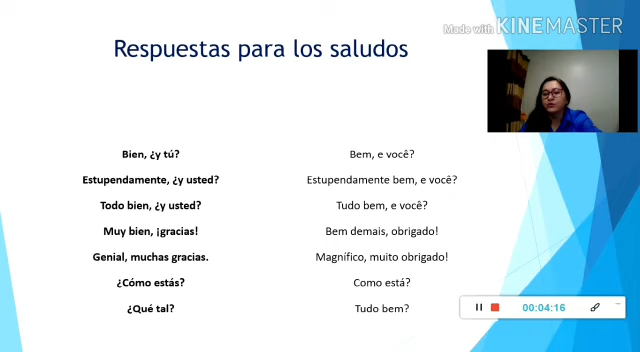 Made with KINEMASTER
Respuestas para los saludos
Bien, ¿y tú? Bem, e você?
Estupendamente, ¿y usted? Estupendamente bem, e você?
Todo bien, ¿y usted? Tudo bem, e você?
Muy bien, ¡gracias! Bem demais, obrigado!
Genial, muchas gracias. Magnífico, muito obrigado!
¿Cómo estás? Como está?
¿Qué tal? Tudo bem?
00:04:16